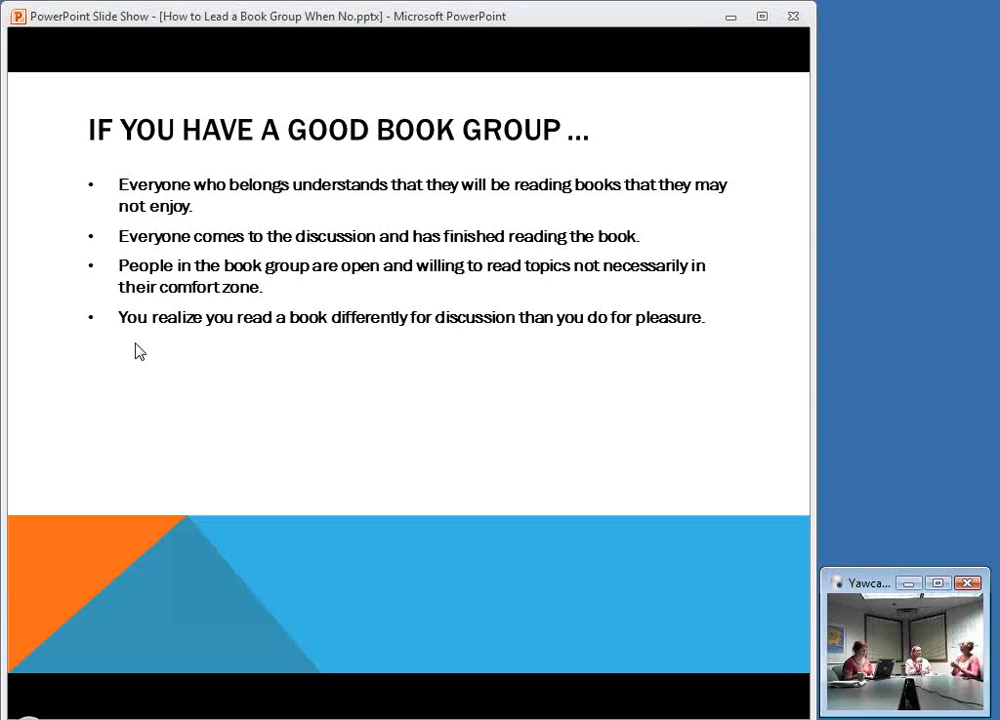 PowerPoint Slide Show - [How to Lead a Book Group When No.pptx] - Microsoft PowerPoint
IF YOU HAVE A GOOD BOOK GROUP ...
• Everyone who belongs understands that they will be reading books that they may
not enjoy.
• Everyone comes to the discussion and has finished reading the book.
• People in the book group are open and willing to read topics not necessarily in
their comfort zone.
• You realize you read a book differently for discussion than you do for pleasure.
Yawca...